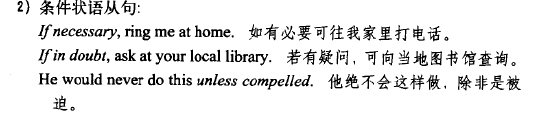 2) 条件状语从句:
If necessary, ring me at home. 如有必要可往我家里打电话。
If in doubt, ask at your local library. 若有疑问，可向当地图书馆查询。
He would never do this unless compelled. 他绝不会这样做，除非是被
迫。